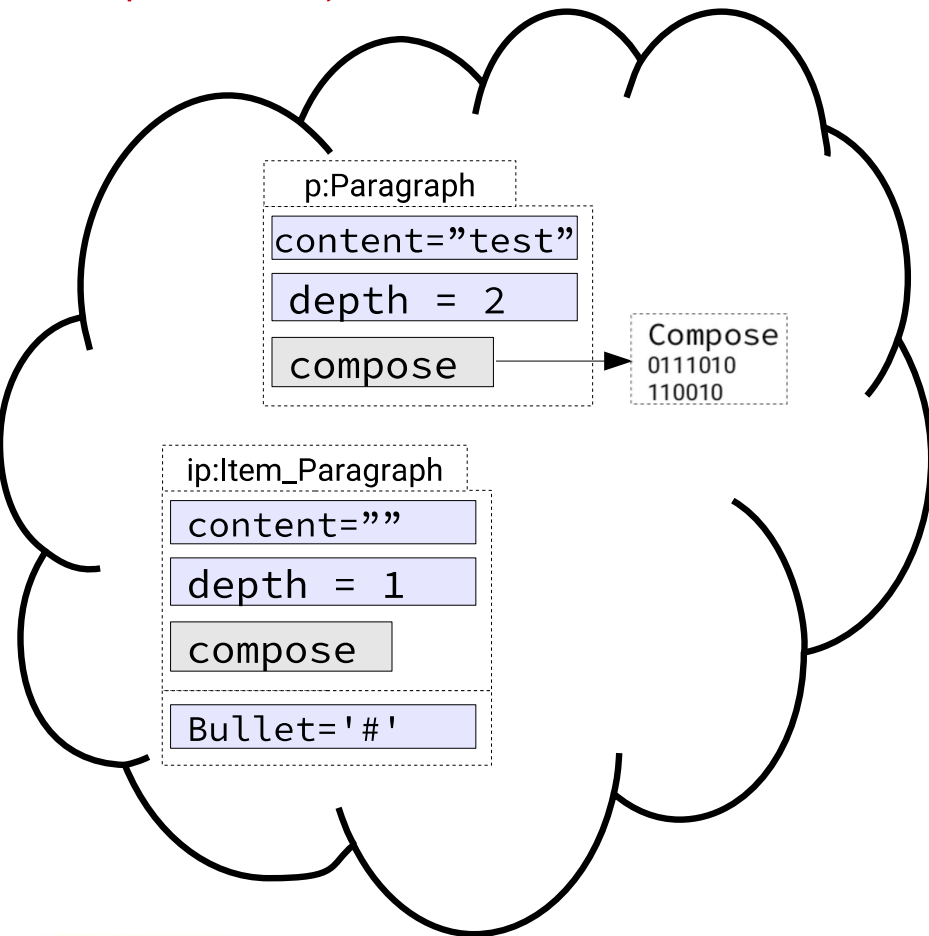 p:Paragraph
content=”test”
depth = 2
compose
Compose
0111010
110010
ip:Item_Paragraph
content=””
depth = 1
compose
Bullet='#'